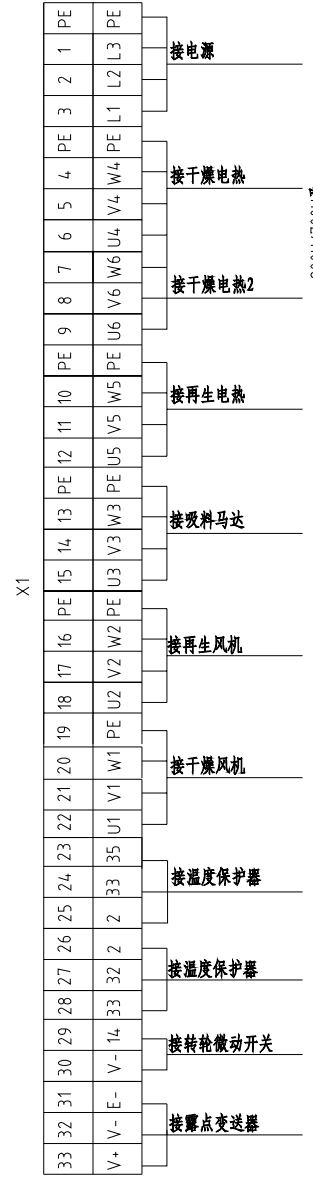 X1
PE PE
1 L3
2 L2
3 L1
接电源
PE PE
4 W4
5 V4
6 U4
接干燥电热
7 W6
8 V6
9 U6
接干燥电热2
PE PE
10 W5
11 V5
12 U5
接再生电热
PE PE
13 W3
14 V3
15 U3
接吸料马达
PE PE
16 W2
17 V2
18 U2
接再生风机
19 PE
20 W1
21 V1
22 U1
接干燥风机
23 35
24 33
25 2
接温度保护器
26 2
27 32
28 33
接温度保护器
29 14
30 V-
接转轮微动开关
31 E-
32 V-
33 V+
接露点变送器